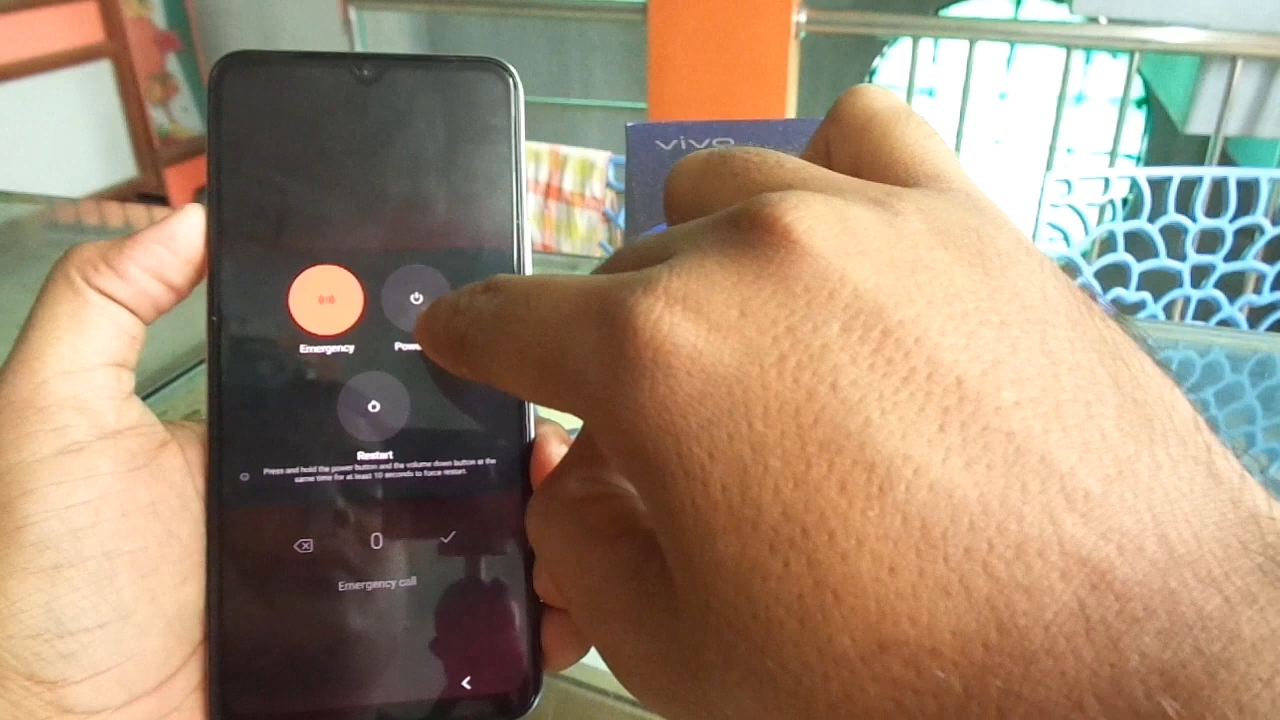 vivo
Emergency
Restart
Press and hold the power button and the volume down button at the
same time for at least 10 seconds to force restart.
0
Emergency call